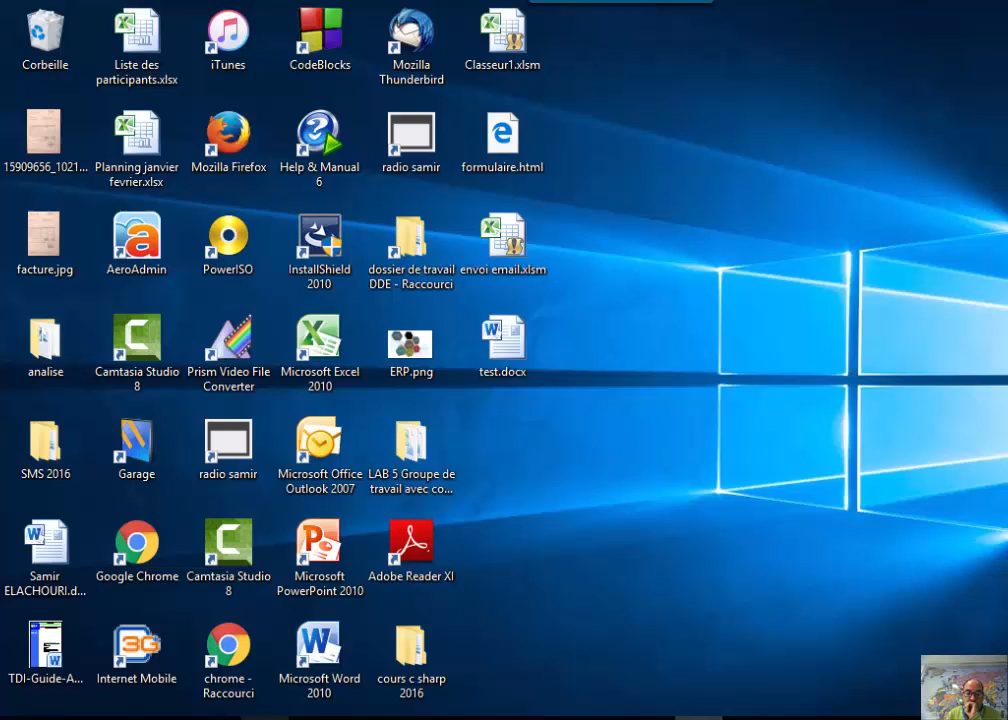 Corbeille
Liste des
participants.xlsx
iTunes
CodeBlocks
Mozilla
Thunderbird
Classeur1.xlsm
15909656_1021...
Planning janvier
fevrier.xlsx
Mozilla Firefox
Help & Manual
6
radio samir
formulaire.html
facture.jpg
AeroAdmin
PowerISO
InstallShield
2010
dossier de travail
DDE - Raccourci
envoi email.xlsm
analise
Camtasia Studio
8
Prism Video File
Converter
Microsoft Excel
2010
ERP.png
test.docx
SMS 2016
Garage
radio samir
Microsoft Office
Outlook 2007
LAB 5 Groupe de
travail avec co...
Samir
ELACHOURI.d...
Google Chrome
Camtasia Studio
8
Microsoft
PowerPoint 2010
Adobe Reader XI
TDI-Guide-A...
3G
Internet Mobile
chrome -
Raccourci
Microsoft Word
2010
cours c sharp
2016